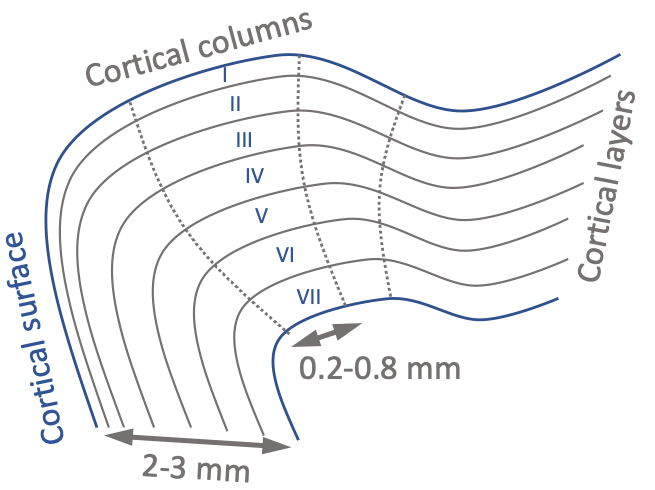 Cortical columns
I
II
III
IV
V
VI
VII
Cortical layers
Cortical surface
0.2-0.8 mm
2-3 mm